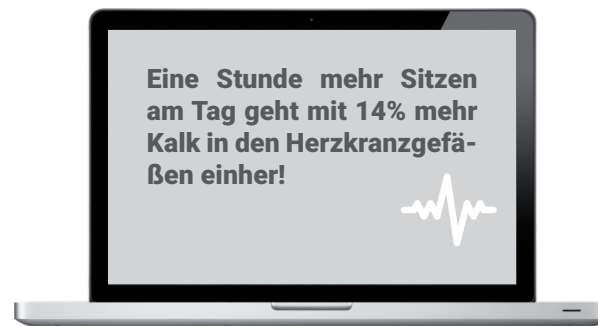 Eine Stunde mehr Sitzen
am Tag geht mit 14% mehr
Kalk in den Herzkranzgefä-
ßen einher!